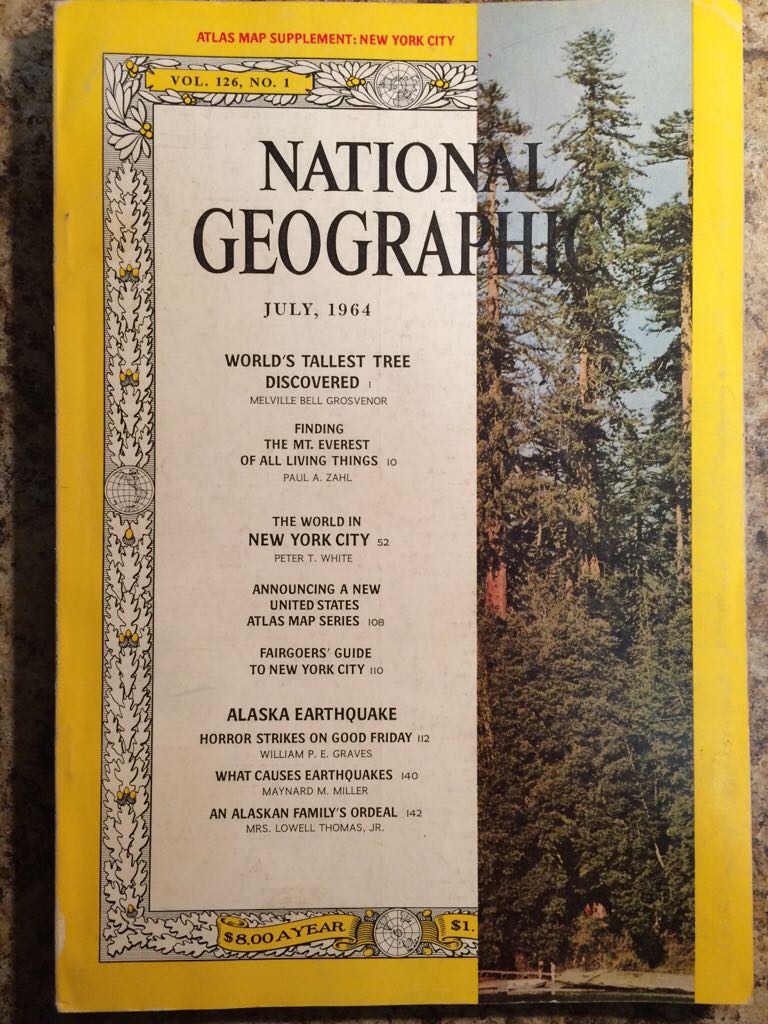 ATLAS MAP SUPPLEMENT: NEW YORK CITY
VOL. 126, NO. 1
NATIONAL
GEOGRAPHIC
JULY, 1964
WORLD'S TALLEST TREE
DISCOVERED 1
MELVILLE BELL GROSVENOR
FINDING
THE MT. EVEREST
OF ALL LIVING THINGS 10
PAUL A. ZAHL
THE WORLD IN
NEW YORK CITY 52
PETER T. WHITE
ANNOUNCING A NEW
UNITED STATES
ATLAS MAP SERIES 108
FAIRGOERS' GUIDE
TO NEW YORK CITY 110
ALASKA EARTHQUAKE
HORROR STRIKES ON GOOD FRIDAY 112
WILLIAM P. E. GRAVES
WHAT CAUSES EARTHQUAKES 140
MAYNARD M. MILLER
AN ALASKAN FAMILY'S ORDEAL 142
MRS. LOWELL THOMAS, JR.
$8.00 A YEAR $1.